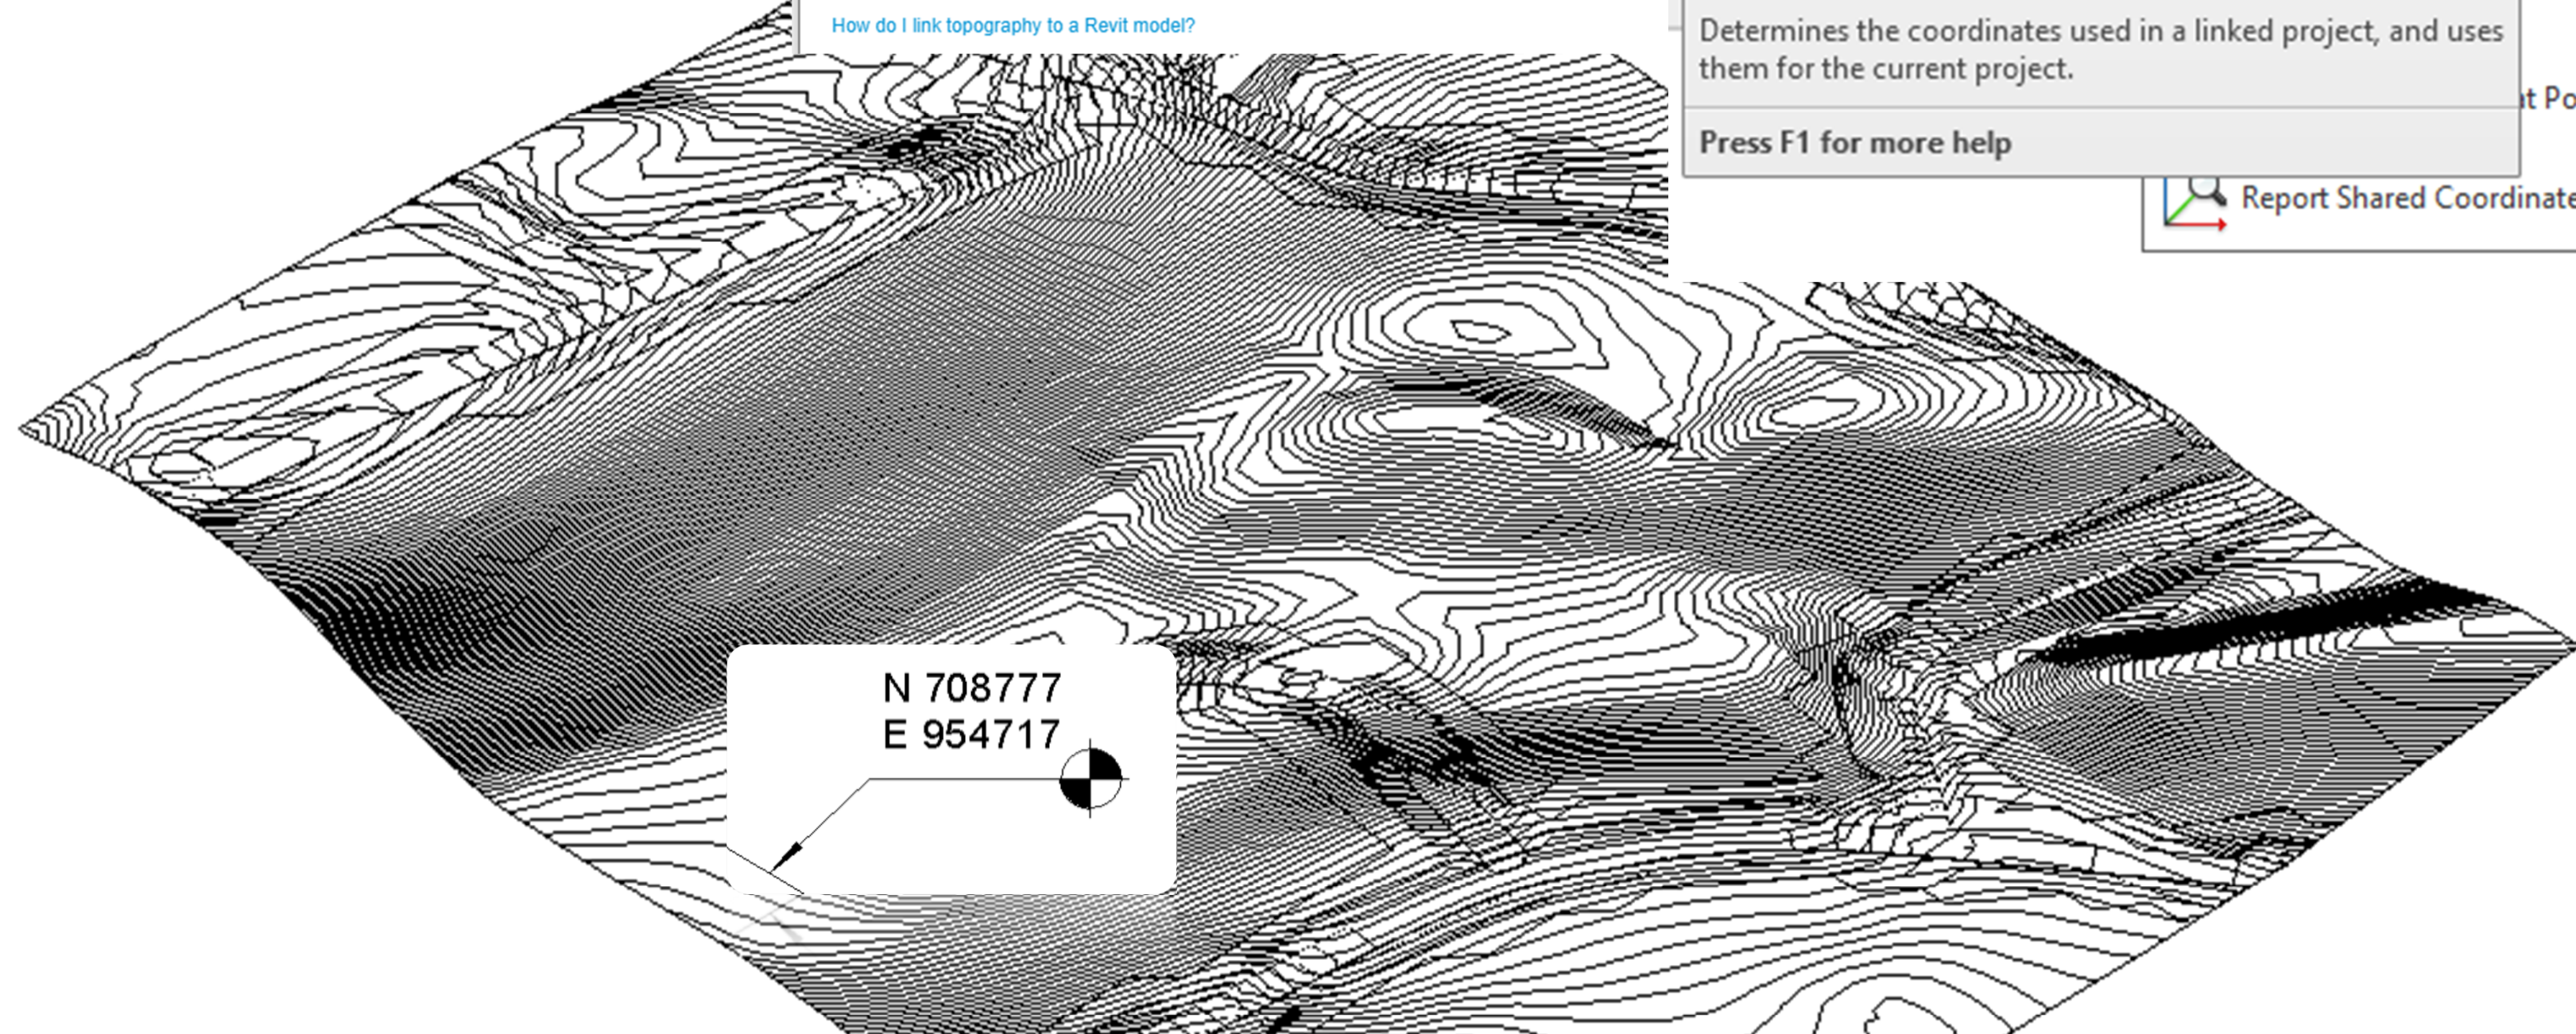 How do I link topography to a Revit model?
Determines the coordinates used in a linked project, and uses
them for the current project.
Press F1 for more help
Report Shared Coordinate
N 708777
E 954717